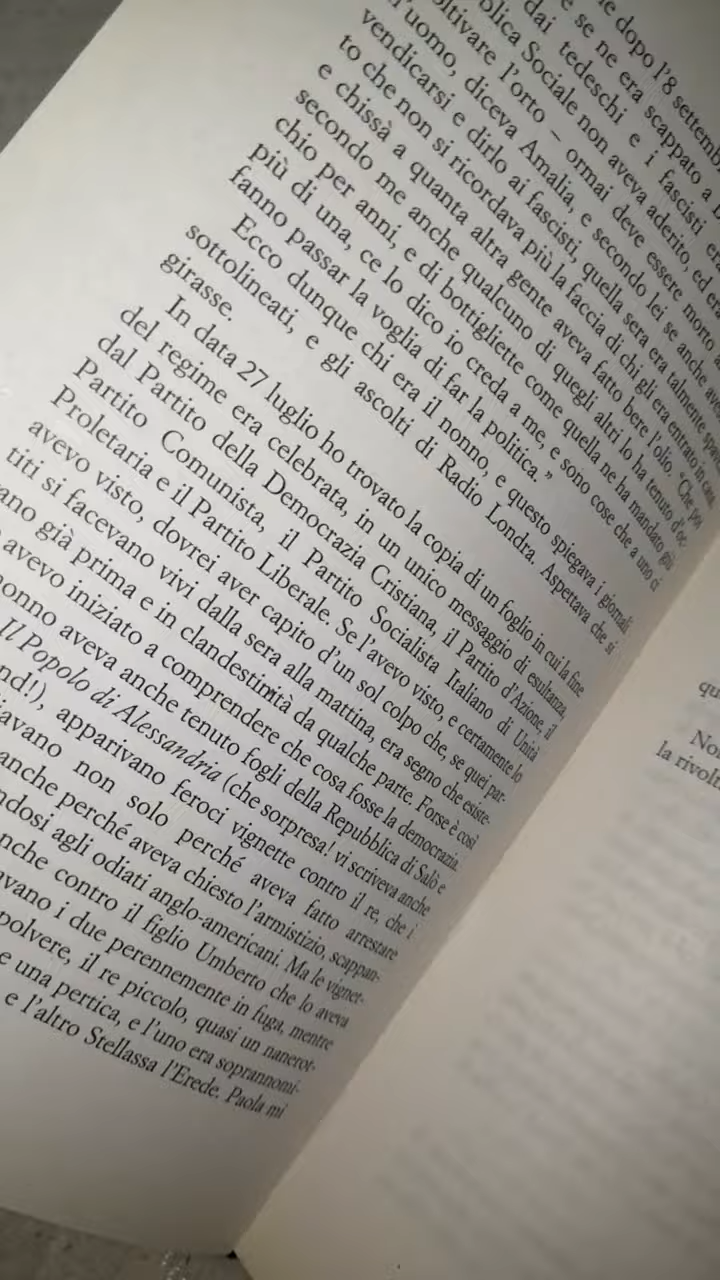 dopo l'8 settembre
se ne era scappato a
dai tedeschi e i fascisti
Sociale non aveva aderito, ed era
coltivare l'orto – ormai deve essere morto
l'uomo, diceva Amalia, e secondo lei se anche
vendicarsi e dirlo ai fascisti, quella sera era talmente
to che non si ricordava più la faccia di chi gli era entrato in casa,
e chissà a quanta altra gente aveva fatto bere l'olio. "Che poi
secondo me anche qualcuno di quegli altri lo ha tenuto d'oc-
chio per anni, e di bottigliette come quella ne ha mandato giù
più di una, ce lo dico io creda a me, e sono cose che a uno ci
fanno passar la voglia di far la politica."
Ecco dunque chi era il nonno, e questo spiegava i giornali
sottolineati, e gli ascolti di Radio Londra. Aspettava che si
girasse.
In data 27 luglio ho trovato la copia di un foglio in cui la fine
del regime era celebrata, in un unico messaggio di esultanza,
dal Partito della Democrazia Cristiana, il Partito d'Azione, il
Partito Comunista, il Partito Socialista Italiano di Unità
Proletaria e il Partito Liberale. Se l'avevo visto, e certamente lo
avevo visto, dovrei aver capito d'un sol colpo che, se quei par-
titi si facevano vivi dalla sera alla mattina, era segno che esiste-
vano già prima e in clandestinità da qualche parte. Forse è così
avevo iniziato a comprendere che cosa fosse la democrazia.
nonno aveva anche tenuto fogli della Repubblica di Salò e
Il Popolo di Alessandria (che sorpresa! vi scriveva anche
apparivano feroci vignette contro il re, che i
non solo perché aveva fatto arrestare
anche perché aveva chiesto l'armistizio, scappan-
dosi agli odiati anglo-americani. Ma le vignet-
anche contro il figlio Umberto che lo aveva
i due perennemente in fuga, mentre
polvere, il re piccolo, quasi un nanerot-
una pertica, e l'uno era soprannomi-
e l'altro Stellassa l'Erede. Paola mi
la